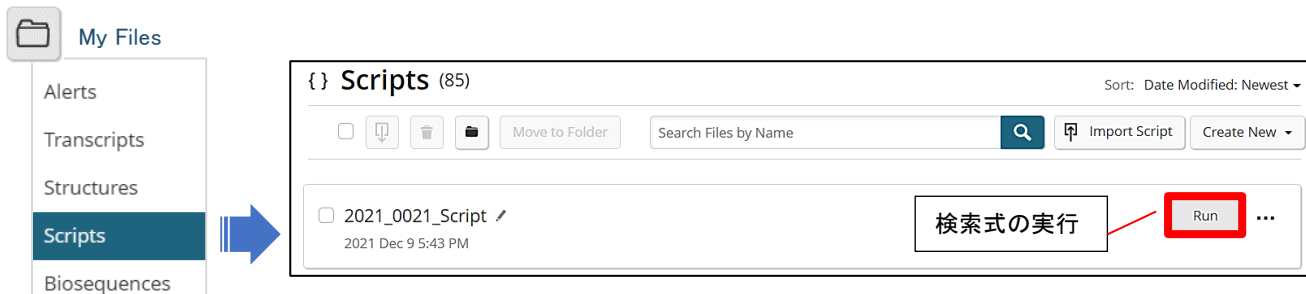 My Files
Alerts
Transcripts
Structures
Scripts
Biosequences
{ } Scripts (85)
Sort: Date Modified: Newest
Move to Folder
Search Files by Name
Import Script
Create New
2021_0021_Script
2021 Dec 9 5:43 PM
検索式の実行
Run